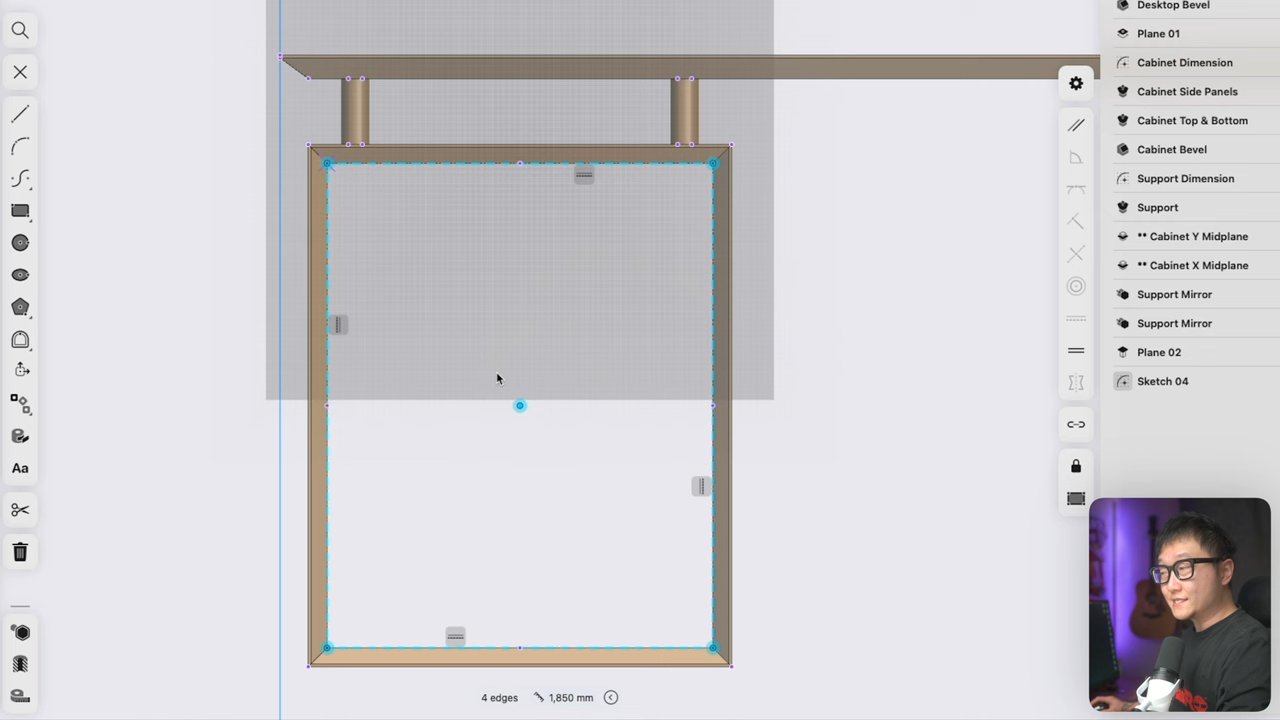 Desktop Bevel
Plane 01
Cabinet Dimension
Cabinet Side Panels
Cabinet Top & Bottom
Cabinet Bevel
Support Dimension
Support
** Cabinet Y Midplane
** Cabinet X Midplane
Support Mirror
Support Mirror
Plane 02
Sketch 04
Aa
4 edges 1,850 mm